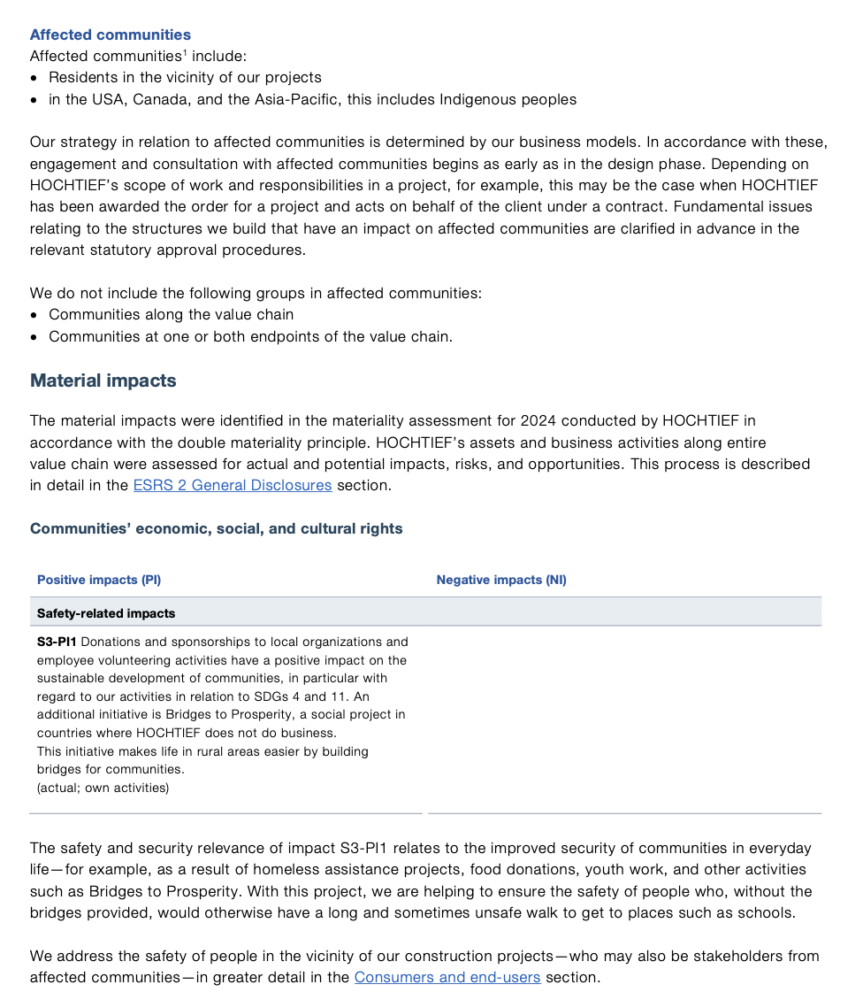 Affected communities
Affected communities¹ include:
• Residents in the vicinity of our projects
• in the USA, Canada, and the Asia-Pacific, this includes Indigenous peoples
Our strategy in relation to affected communities is determined by our business models. In accordance with these,
engagement and consultation with affected communities begins as early as in the design phase. Depending on
HOCHTIEF’s scope of work and responsibilities in a project, for example, this may be the case when HOCHTIEF
has been awarded the order for a project and acts on behalf of the client under a contract. Fundamental issues
relating to the structures we build that have an impact on affected communities are clarified in advance in the
relevant statutory approval procedures.
We do not include the following groups in affected communities:
• Communities along the value chain
• Communities at one or both endpoints of the value chain.
Material impacts
The material impacts were identified in the materiality assessment for 2024 conducted by HOCHTIEF in
accordance with the double materiality principle. HOCHTIEF’s assets and business activities along entire
value chain were assessed for actual and potential impacts, risks, and opportunities. This process is described
in detail in the ESRS 2 General Disclosures section.
Communities’ economic, social, and cultural rights
Positive impacts (PI)
Negative impacts (NI)
Safety-related impacts
S3-PI1 Donations and sponsorships to local organizations and
employee volunteering activities have a positive impact on the
sustainable development of communities, in particular with
regard to our activities in relation to SDGs 4 and 11. An
additional initiative is Bridges to Prosperity, a social project in
countries where HOCHTIEF does not do business.
This initiative makes life in rural areas easier by building
bridges for communities.
(actual; own activities)
The safety and security relevance of impact S3-PI1 relates to the improved security of communities in everyday
life—for example, as a result of homeless assistance projects, food donations, youth work, and other activities
such as Bridges to Prosperity. With this project, we are helping to ensure the safety of people who, without the
bridges provided, would otherwise have a long and sometimes unsafe walk to get to places such as schools.
We address the safety of people in the vicinity of our construction projects—who may also be stakeholders from
affected communities—in greater detail in the Consumers and end-users section.